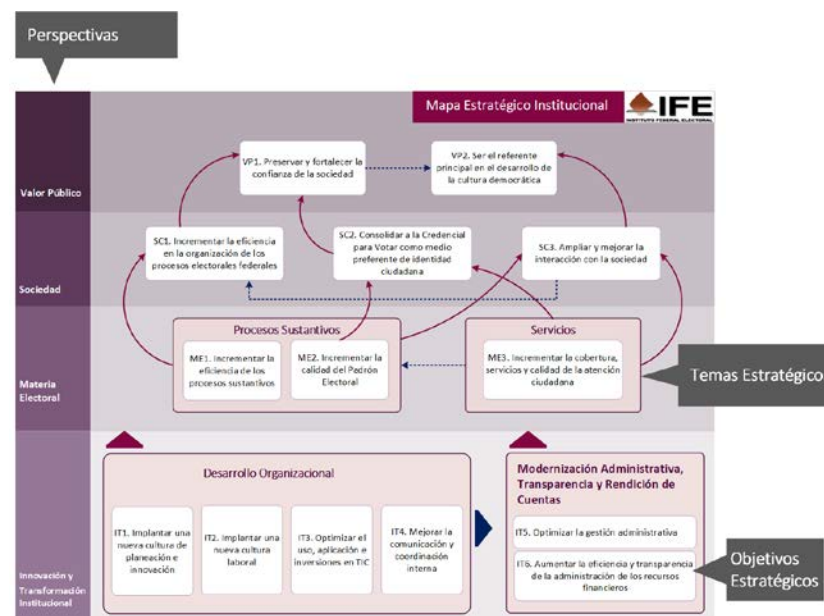 Perspectivas
Mapa Estratégico Institucional
IFE
INSTITUTO FEDERAL ELECTORAL
Valor Público
VP1. Preservar y fortalecer la
confianza de la sociedad
VP2. Ser el referente
principal en el desarrollo de
la cultura democrática
Sociedad
SC1. Incrementar la eficiencia
en la organización de los
procesos electorales federales
SC2. Consolidar a la Credencial
para Votar como medio
preferente de identidad
ciudadana
SC3. Ampliar y mejorar la
interacción con la sociedad
Materia
Electoral
Procesos Sustantivos
ME1. Incrementar la
eficiencia de los
procesos sustantivos
ME2. Incrementar la
calidad del Padrón
Electoral
Servicios
ME3. Incrementar la cobertura,
servicios y calidad de la atención
ciudadana
Temas Estratégico
Innovación y
Transformación
Institucional
Desarrollo Organizacional
IT1. Implantar una
nueva cultura de
planeación e
innovación
IT2. Implantar una
nueva cultura
laboral
IT3. Optimizar el
uso, aplicación e
inversiones en TIC
IT4. Mejorar la
comunicación y
coordinación
interna
Modernización Administrativa,
Transparencia y Rendición de
Cuentas
IT5. Optimizar la gestión administrativa
IT6. Aumentar la eficiencia y transparencia
de la administración de los recursos
financieros
Objetivos
Estratégicos